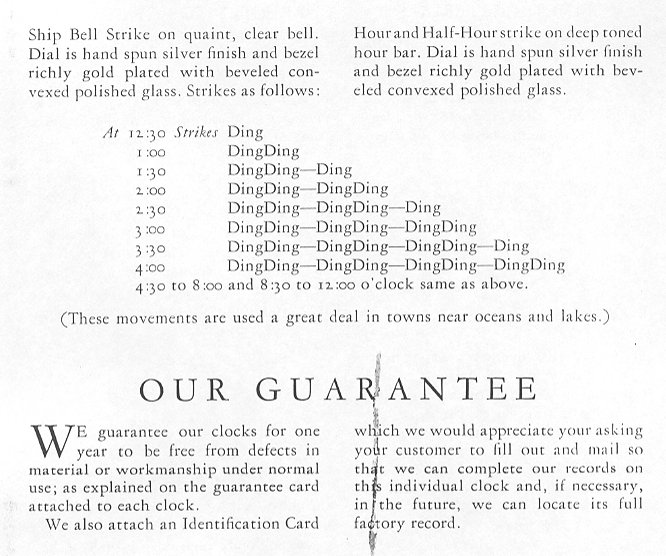 Ship Bell Strike on quaint, clear bell.
Dial is hand spun silver finish and bezel
richly gold plated with beveled con-
vexed polished glass. Strikes as follows:
Hour and Half-Hour strike on deep toned
hour bar. Dial is hand spun silver finish
and bezel richly gold plated with bev-
eled convexed polished glass.
At 12:30 Strikes Ding
1:00 DingDing
1:30 DingDing—Ding
2:00 DingDing—DingDing
2:30 DingDing—DingDing—Ding
3:00 DingDing—DingDing—DingDing
3:30 DingDing—DingDing—DingDing—Ding
4:00 DingDing—DingDing—DingDing—DingDing
4:30 to 8:00 and 8:30 to 12:00 o'clock same as above.
(These movements are used a great deal in towns near oceans and lakes.)
OUR GUARANTEE
WE guarantee our clocks for one
year to be free from defects in
material or workmanship under normal
use; as explained on the guarantee card
attached to each clock.
We also attach an Identification Card
which we would appreciate your asking
your customer to fill out and mail so
that we can complete our records on
this individual clock and, if necessary,
in the future, we can locate its full
factory record.